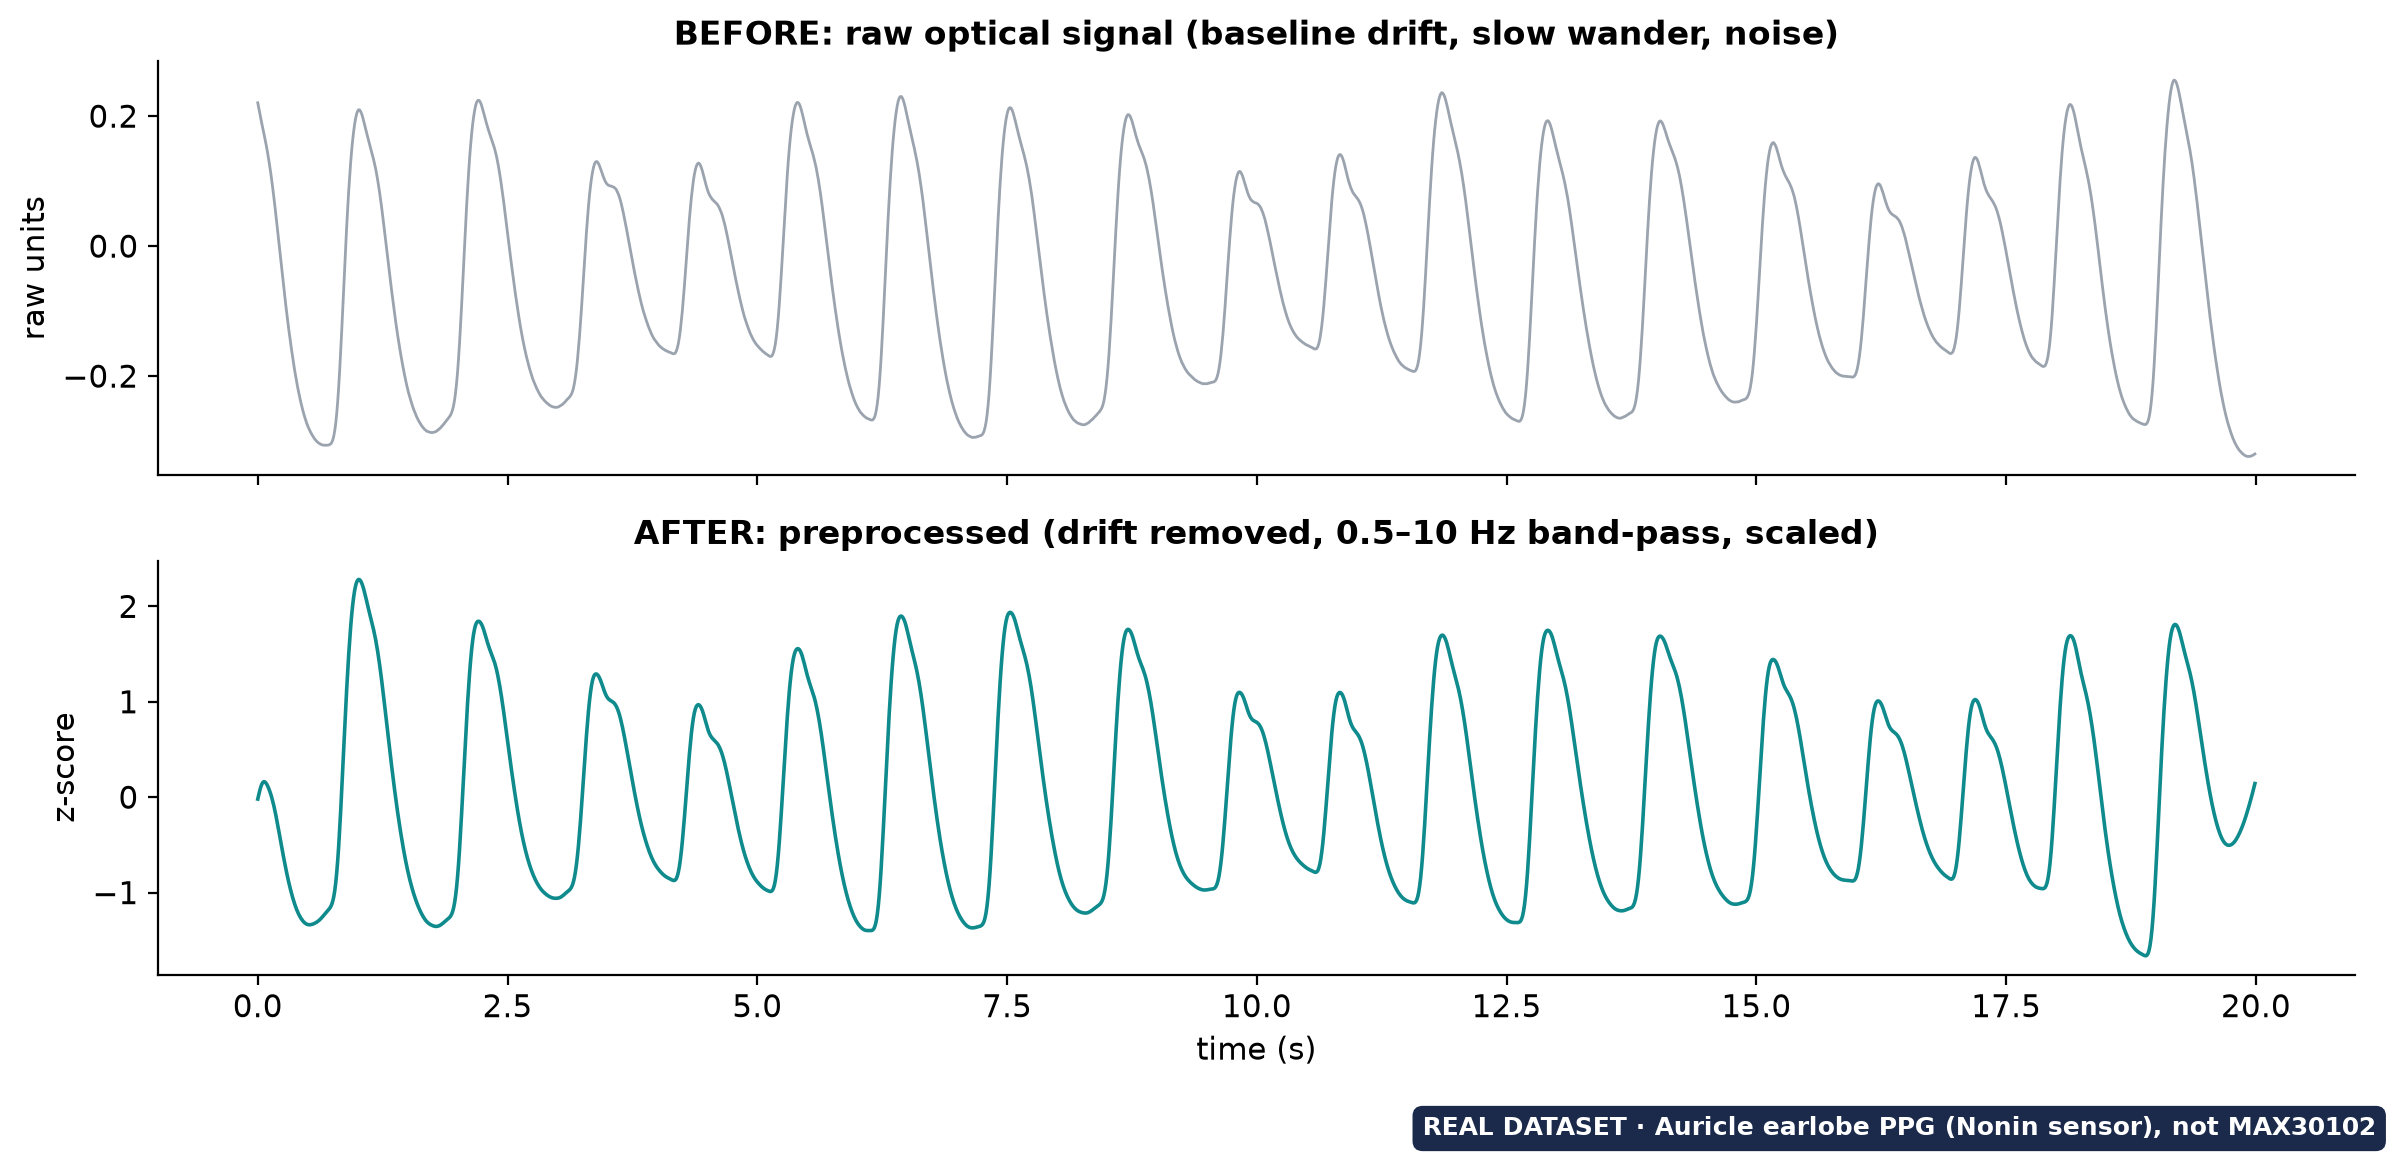 BEFORE: raw optical signal (baseline drift, slow wander, noise)
raw units
0.2
0.0
−0.2
AFTER: preprocessed (drift removed, 0.5–10 Hz band-pass, scaled)
z-score
2
1
0
−1
0.0 2.5 5.0 7.5 10.0 12.5 15.0 17.5 20.0
time (s)
REAL DATASET · Auricle earlobe PPG (Nonin sensor), not MAX30102